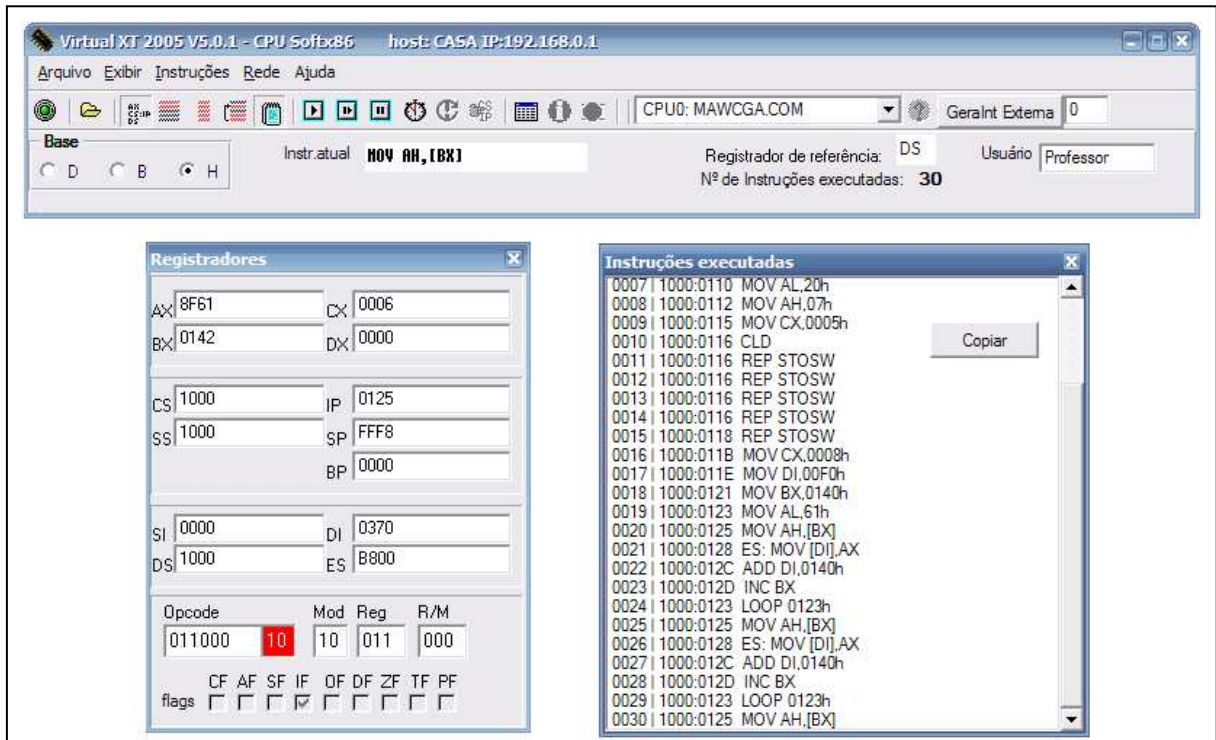 Virtual XT 2005 V5.0.1 - CPU Softx86 host: CASA IP:192.168.0.1
Arquivo Exibir Instruções Rede Ajuda
CPU0: MAWCGA.COM GeraInt Externa 0
Base
D B H
Instr.atual MOV AH,[BX]
Registrador de referência: DS
Nº de Instruções executadas: 30
Usuário Professor
Registradores
AX 8F61 CX 0006
BX 0142 DX 0000
CS 1000 IP 0125
SS 1000 SP FFF8
BP 0000
SI 0000 DI 0370
DS 1000 ES B800
Opcode Mod Reg R/M
011000 10 10 011 000
CF AF SF IF OF DF ZF TF PF
flags
Instruções executadas
Copiar
0007 | 1000:0110 MOV AL,20h
0008 | 1000:0112 MOV AH,07h
0009 | 1000:0115 MOV CX,0005h
0010 | 1000:0116 CLD
0011 | 1000:0116 REP STOSW
0012 | 1000:0116 REP STOSW
0013 | 1000:0116 REP STOSW
0014 | 1000:0116 REP STOSW
0015 | 1000:0118 REP STOSW
0016 | 1000:011B MOV CX,0008h
0017 | 1000:011E MOV DI,00F0h
0018 | 1000:0121 MOV BX,0140h
0019 | 1000:0123 MOV AL,61h
0020 | 1000:0125 MOV AH,[BX]
0021 | 1000:0128 ES: MOV [DI],AX
0022 | 1000:012C ADD DI,0140h
0023 | 1000:012D INC BX
0024 | 1000:0123 LOOP 0123h
0025 | 1000:0125 MOV AH,[BX]
0026 | 1000:0128 ES: MOV [DI],AX
0027 | 1000:012C ADD DI,0140h
0028 | 1000:012D INC BX
0029 | 1000:0123 LOOP 0123h
0030 | 1000:0125 MOV AH,[BX]